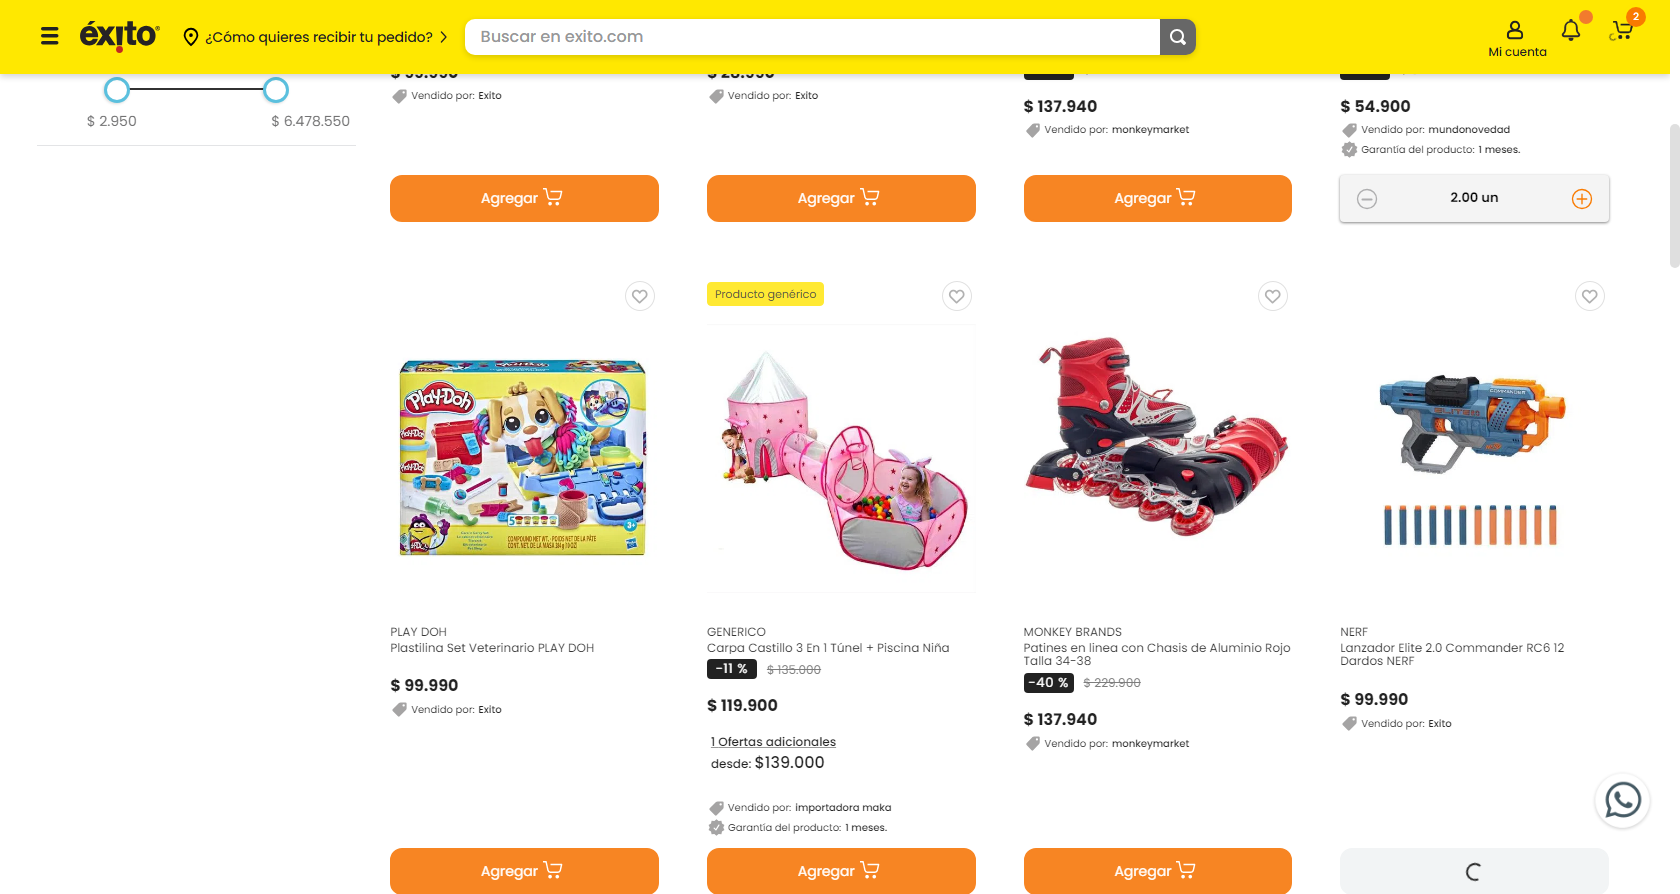 éxito
¿Cómo quieres recibir tu pedido?
Buscar en exito.com
Mi cuenta
2
$ 2.950
$ 6.478.550
$ 99.990
Vendido por: Exito
Agregar
$ 28.990
Vendido por: Exito
Agregar
$ 137.940
Vendido por: monkeymarket
Agregar
$ 54.900
Vendido por: mundonovedad
Garantía del producto: 1 meses.
2.00 un
Play-Doh
PLAY DOH
Plastilina Set Veterinario PLAY DOH
$ 99.990
Vendido por: Exito
Agregar
Producto genérico
GENERICO
Carpa Castillo 3 En 1 Túnel + Piscina Niña
-11 %
$ 135.000
$ 119.900
1 Ofertas adicionales
desde: $139.000
Vendido por: importadora maka
Garantía del producto: 1 meses.
Agregar
MONKEY BRANDS
Patines en linea con Chasis de Aluminio Rojo
Talla 34-38
-40 %
$ 229.900
$ 137.940
Vendido por: monkeymarket
Agregar
NERF
Lanzador Elite 2.0 Commander RC6 12
Dardos NERF
$ 99.990
Vendido por: Exito